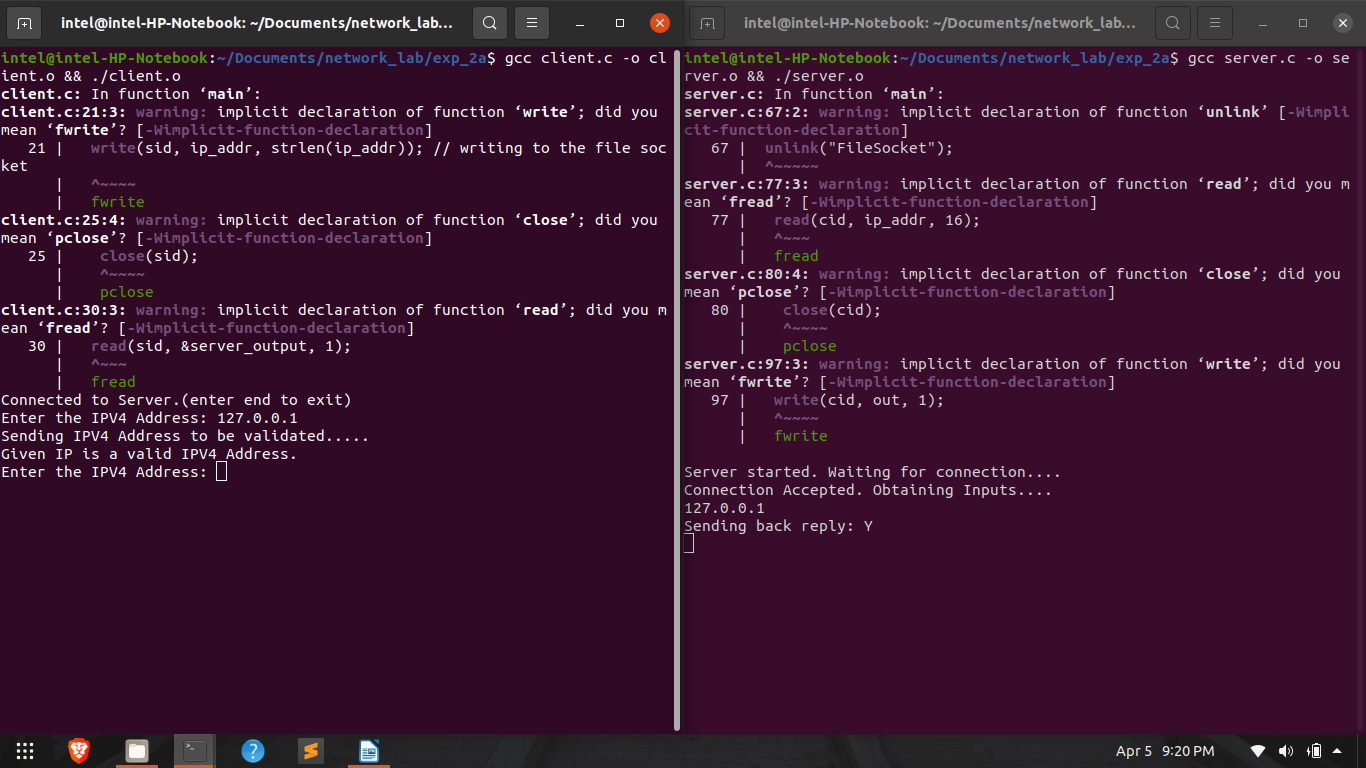 intel@intel-HP-Notebook: ~/Documents/network_lab...
intel@intel-HP-Notebook:~/Documents/network_lab/exp_2a$ gcc client.c -o cl
ient.o && ./client.o
client.c: In function ‘main’:
client.c:21:3: warning: implicit declaration of function ‘write’; did you
mean ‘fwrite’? [-Wimplicit-function-declaration]
   21 |   write(sid, ip_addr, strlen(ip_addr)); // writing to the file soc
ket
      |   ^~~~~
      |   fwrite
client.c:25:4: warning: implicit declaration of function ‘close’; did you
mean ‘pclose’? [-Wimplicit-function-declaration]
   25 |    close(sid);
      |    ^~~~~
      |    pclose
client.c:30:3: warning: implicit declaration of function ‘read’; did you m
ean ‘fread’? [-Wimplicit-function-declaration]
   30 |   read(sid, &server_output, 1);
      |   ^~~~
      |   fread
Connected to Server.(enter end to exit)
Enter the IPV4 Address: 127.0.0.1
Sending IPV4 Address to be validated.....
Given IP is a valid IPV4 Address.
Enter the IPV4 Address:
intel@intel-HP-Notebook: ~/Documents/network_lab...
intel@intel-HP-Notebook:~/Documents/network_lab/exp_2a$ gcc server.c -o se
rver.o && ./server.o
server.c: In function ‘main’:
server.c:67:2: warning: implicit declaration of function ‘unlink’ [-Wimpli
cit-function-declaration]
   67 |  unlink("FileSocket");
      |  ^~~~~~
server.c:77:3: warning: implicit declaration of function ‘read’; did you m
ean ‘fread’? [-Wimplicit-function-declaration]
   77 |   read(cid, ip_addr, 16);
      |   ^~~~
      |   fread
server.c:80:4: warning: implicit declaration of function ‘close’; did you
mean ‘pclose’? [-Wimplicit-function-declaration]
   80 |    close(cid);
      |    ^~~~~
      |    pclose
server.c:97:3: warning: implicit declaration of function ‘write’; did you
mean ‘fwrite’? [-Wimplicit-function-declaration]
   97 |   write(cid, out, 1);
      |   ^~~~~
      |   fwrite
Server started. Waiting for connection....
Connection Accepted. Obtaining Inputs....
127.0.0.1
Sending back reply: Y
Apr 5  9:20 PM